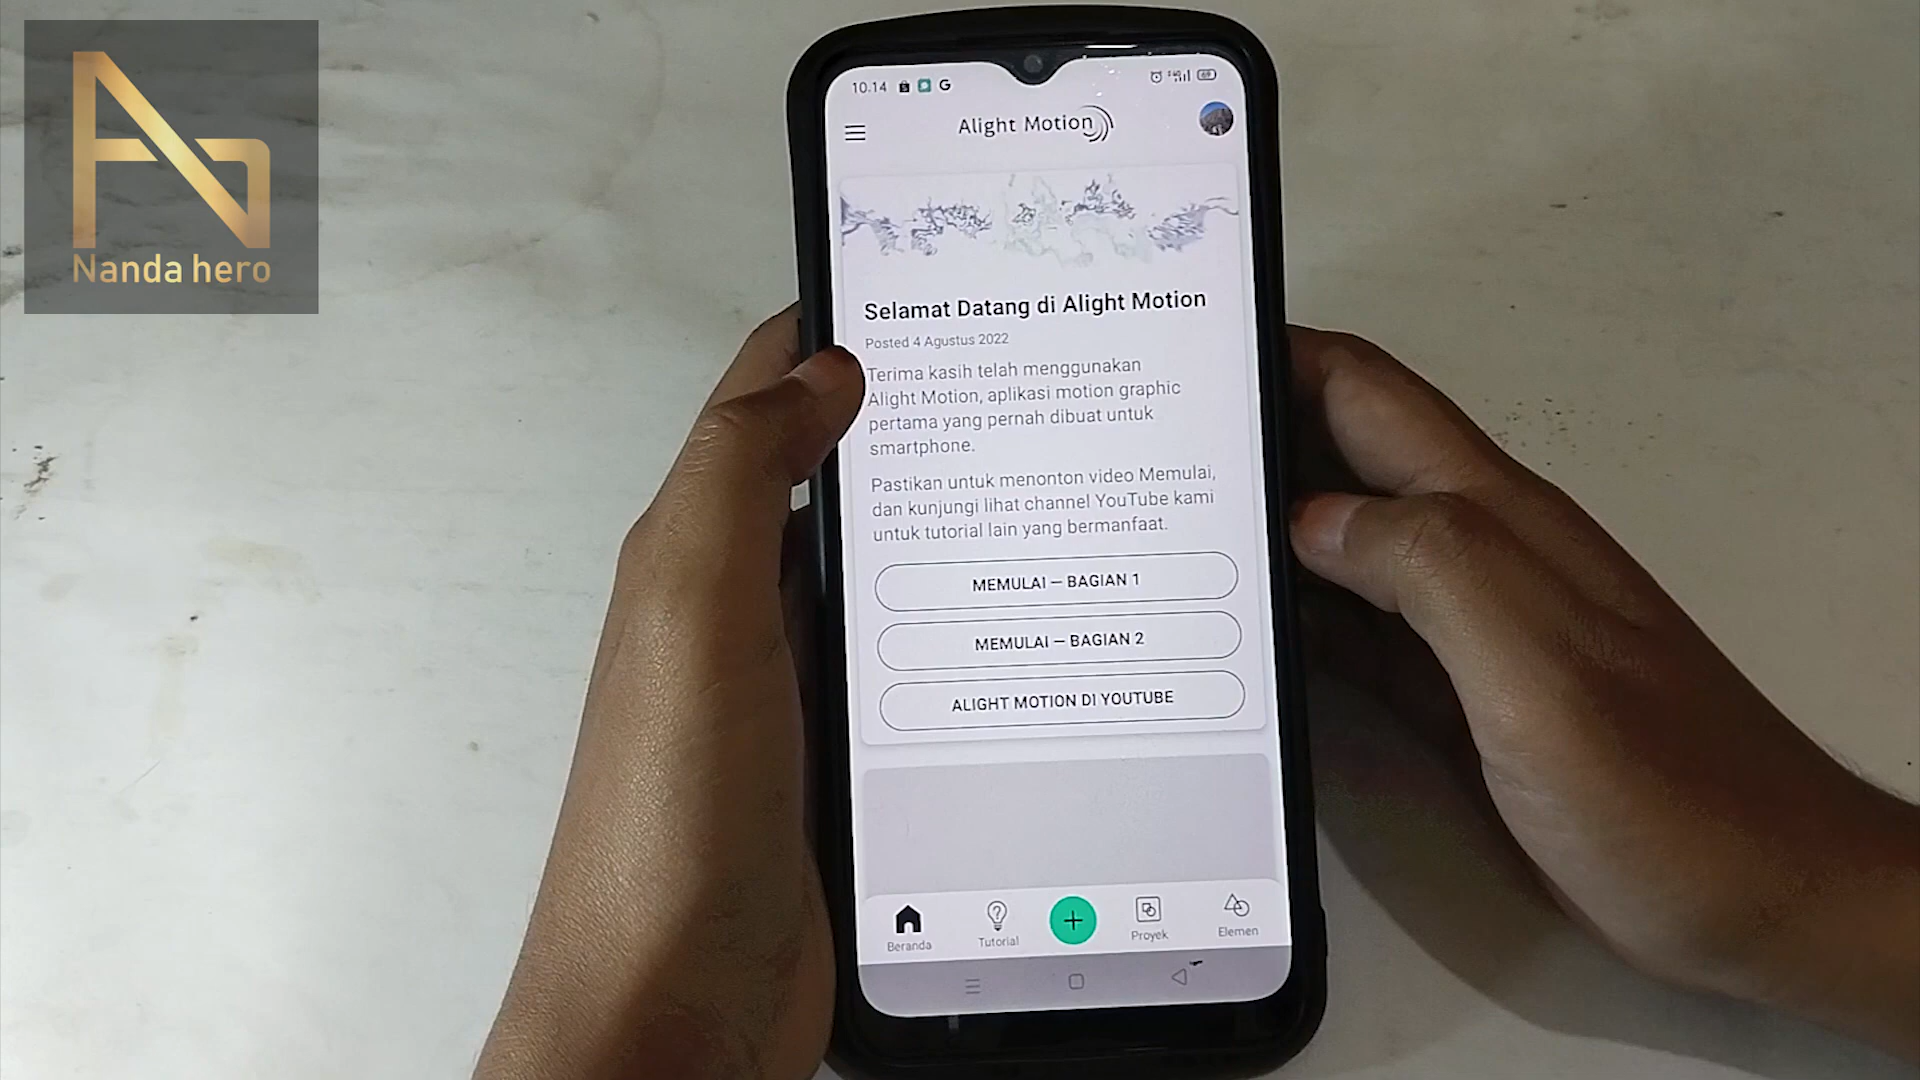 Nanda hero
10.14
Alight Motion
Selamat Datang di Alight Motion
Posted 4 Agustus 2022
Terima kasih telah menggunakan
Alight Motion, aplikasi motion graphic
pertama yang pernah dibuat untuk
smartphone.
Pastikan untuk menonton video Memulai,
dan kunjungi lihat channel YouTube kami
untuk tutorial lain yang bermanfaat.
MEMULAI — BAGIAN 1
MEMULAI — BAGIAN 2
ALIGHT MOTION DI YOUTUBE
Beranda
Tutorial
Proyek
Elemen